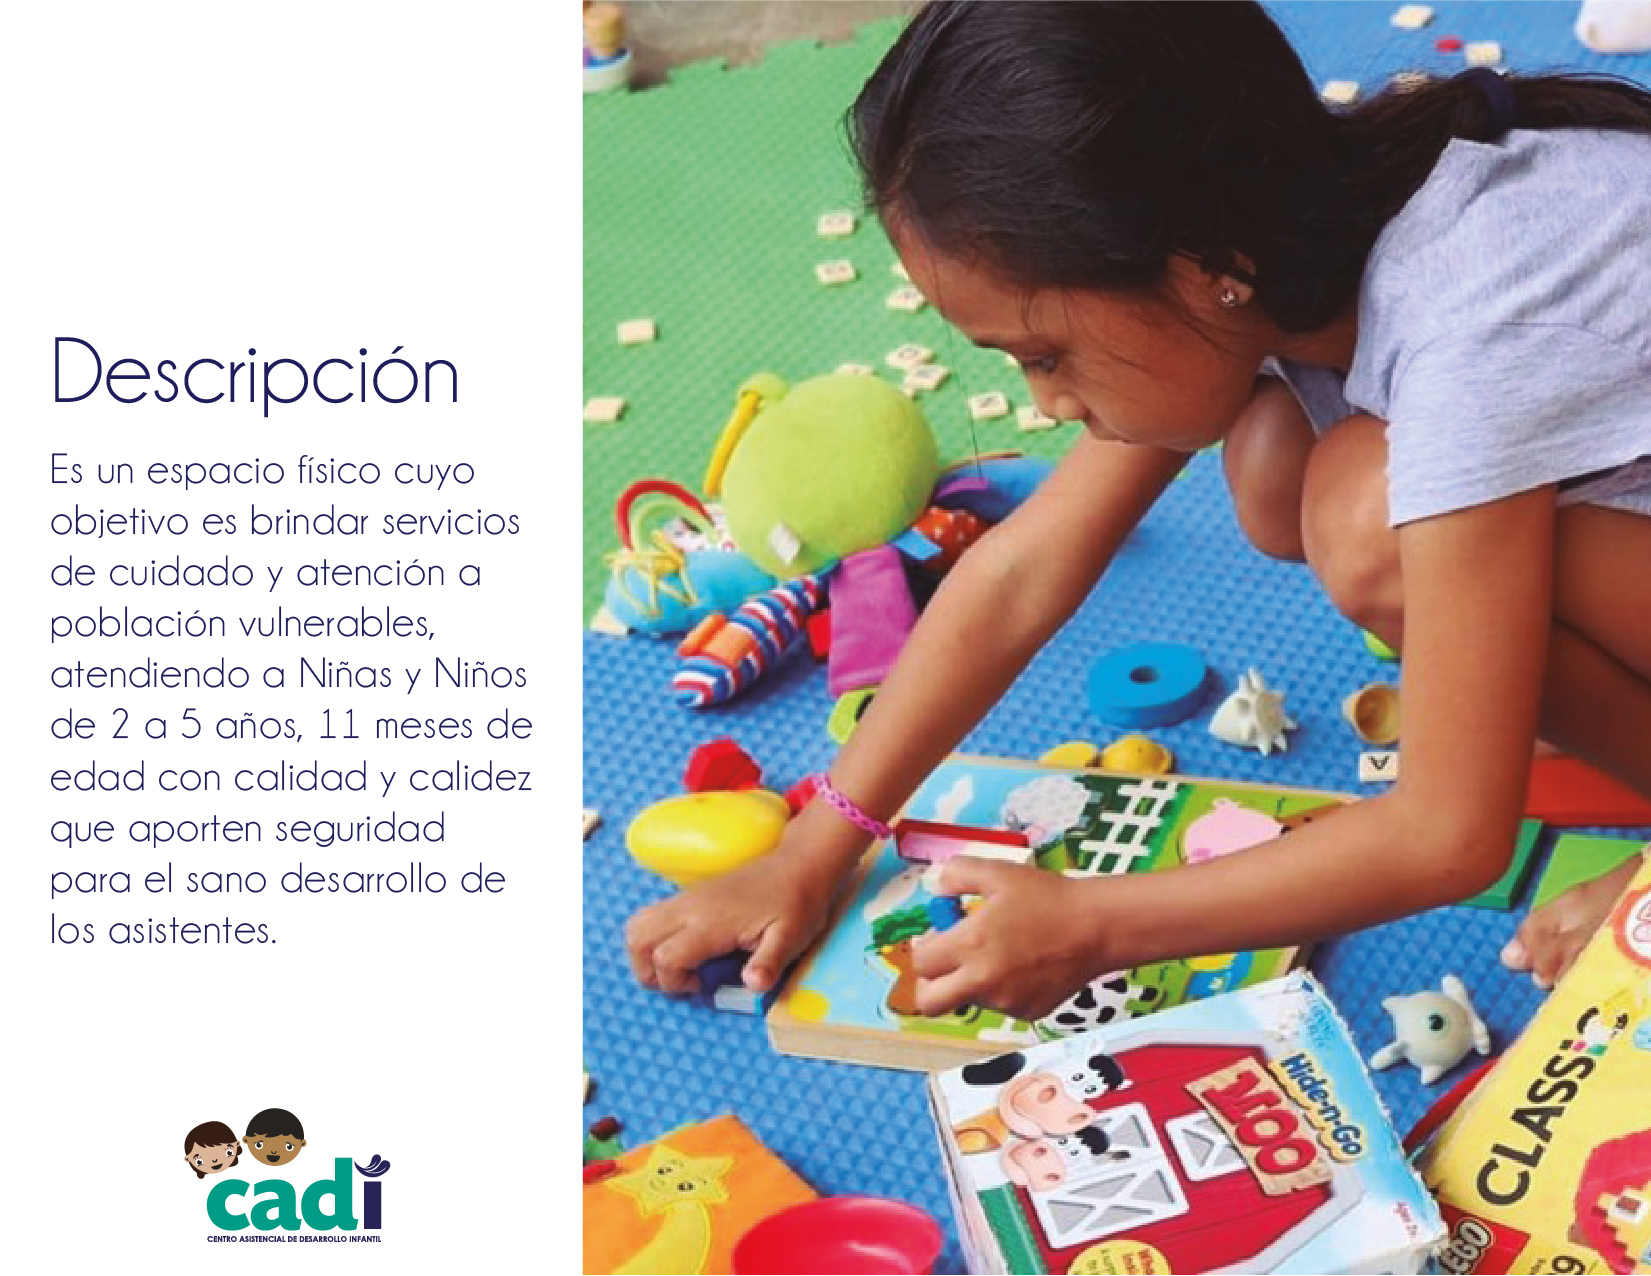 Descripción
Es un espacio físico cuyo
objetivo es brindar servicios
de cuidado y atención a
población vulnerables,
atendiendo a Niñas y Niños
de 2 a 5 años, 11 meses de
edad con calidad y calidez
que aporten seguridad
para el sano desarrollo de
los asistentes.
cadi
CENTRO ASISTENCIAL DE DESARROLLO INFANTIL
V
Hide-n-Go
MOO
CLASSIC
LEGO